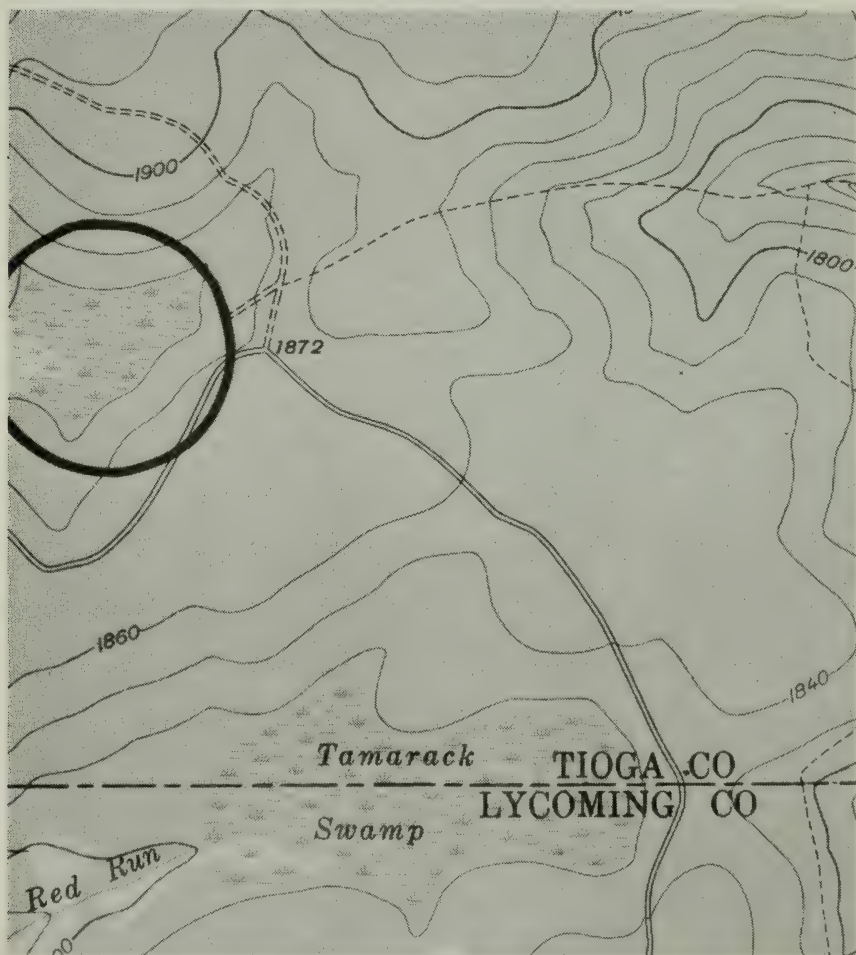 1900
1800
1872
1860
1840
Tamarack
TIOGA CO
LYCOMING CO
Swamp
Red Run